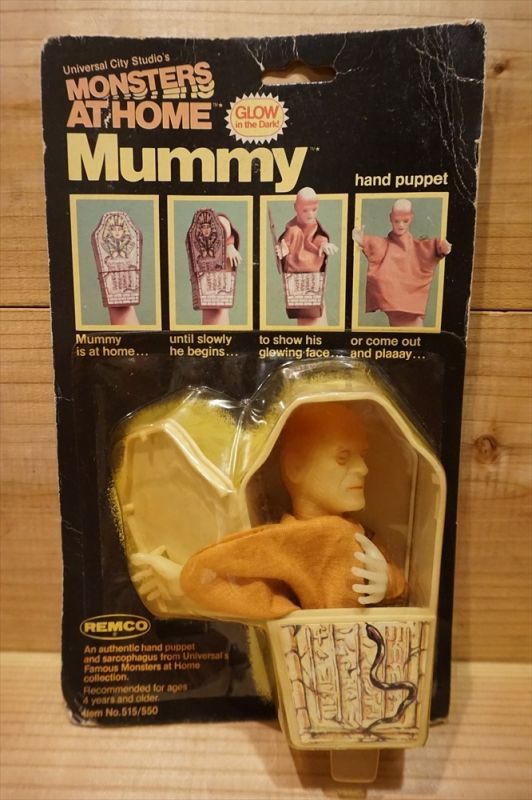 Universal City Studio's
MONSTERS
AT HOME™
GLOW
in the Dark!
Mummy™
hand puppet
Mummy
is at home...
until slowly
he begins...
to show his
glowing face...
or come out
and plaaay...
REMCO
An authentic hand puppet
and sarcophagus from Universal's
Famous Monsters at Home
collection.
Recommended for ages
4 years and older.
Item No. 515/550